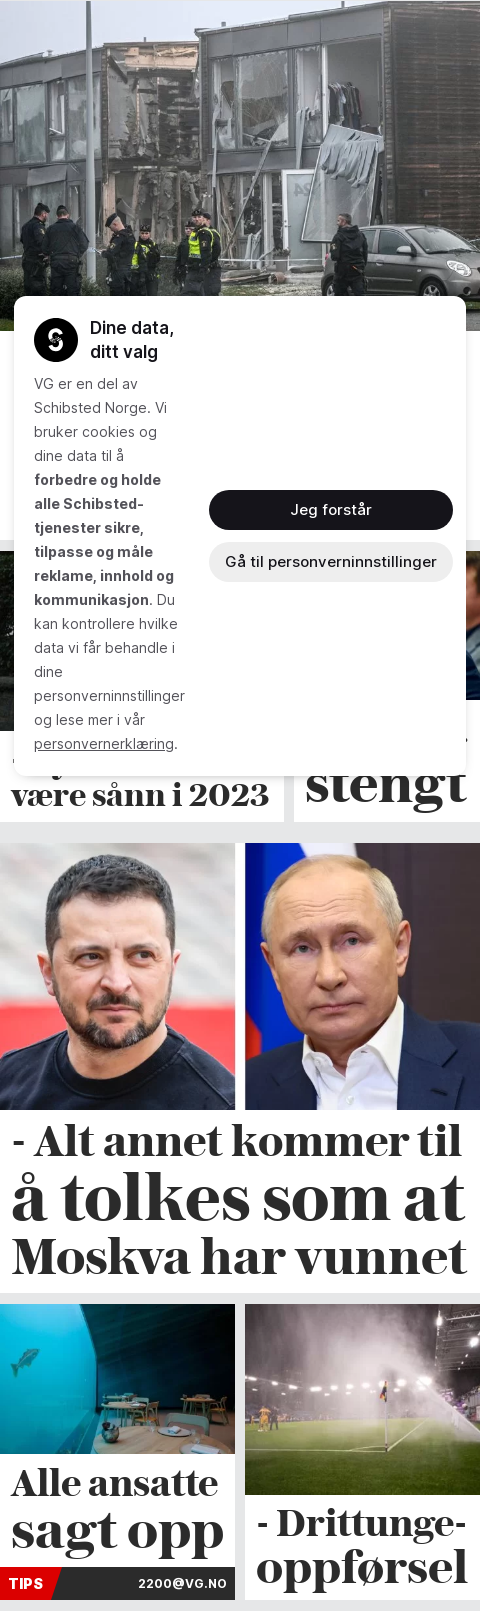 Dine data,
ditt valg
VG er en del av
Schibsted Norge. Vi
bruker cookies og
dine data til å
forbedre og holde
alle Schibsted-
tjenester sikre,
tilpasse og måle
reklame, innhold og
kommunikasjon. Du
kan kontrollere hvilke
data vi får behandle i
dine
personverninnstillinger
og lese mer i vår
personvernerklæring.
Jeg forstår
Gå til personverninnstillinger
være sånn i 2023
stengt
- Alt annet kommer til
å tolkes som at
Moskva har vunnet
Alle ansatte
sagt opp
TIPS 2200@VG.NO
- Drittunge-
oppførsel